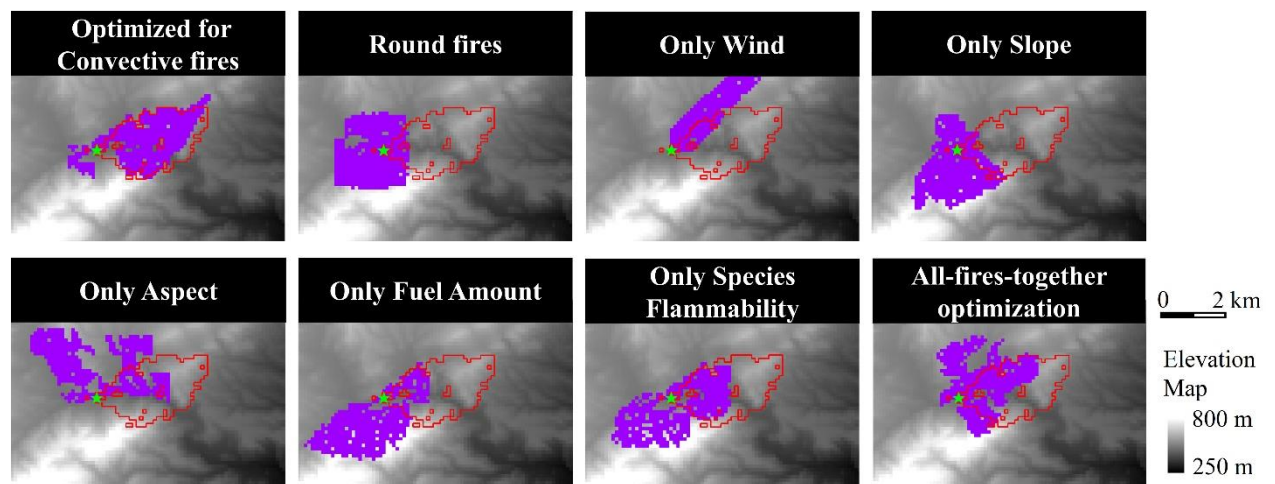 Optimized for
Convective fires
Round fires
Only Wind
Only Slope
Only Aspect
Only Fuel Amount
Only Species
Flammability
All-fires-together
optimization
0 2 km
Elevation
Map
800 m
250 m